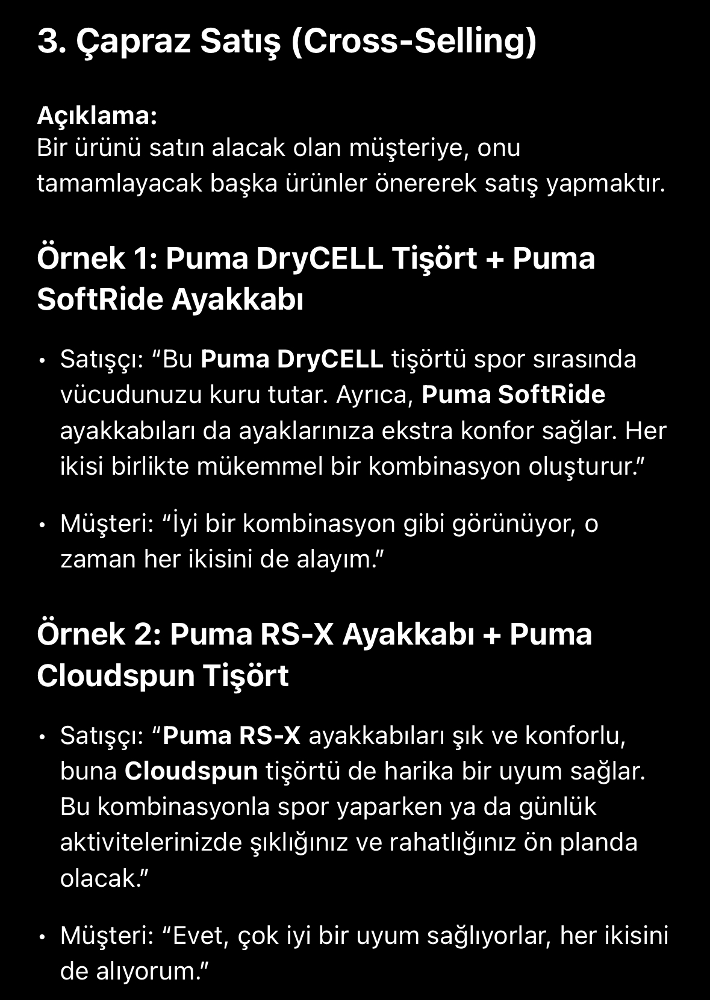 3. Çapraz Satış (Cross-Selling)
Açıklama:
Bir ürünü satın alacak olan müşteriye, onu
tamamlayacak başka ürünler önererek satış yapmaktır.
Örnek 1: Puma DryCELL Tişört + Puma
SoftRide Ayakkabı
• Satışçı: “Bu Puma DryCELL tişörtü spor sırasında
vücudunuzu kuru tutar. Ayrıca, Puma SoftRide
ayakkabıları da ayaklarınıza ekstra konfor sağlar. Her
ikisi birlikte mükemmel bir kombinasyon oluşturur.”
• Müşteri: “İyi bir kombinasyon gibi görünüyor, o
zaman her ikisini de alayım.”
Örnek 2: Puma RS-X Ayakkabı + Puma
Cloudspun Tişört
• Satışçı: “Puma RS-X ayakkabıları şık ve konforlu,
buna Cloudspun tişörtü de harika bir uyum sağlar.
Bu kombinasyonla spor yaparken ya da günlük
aktivitelerinizde şıklığınız ve rahatlığınız ön planda
olacak.”
• Müşteri: “Evet, çok iyi bir uyum sağlıyorlar, her ikisini
de alıyorum.”